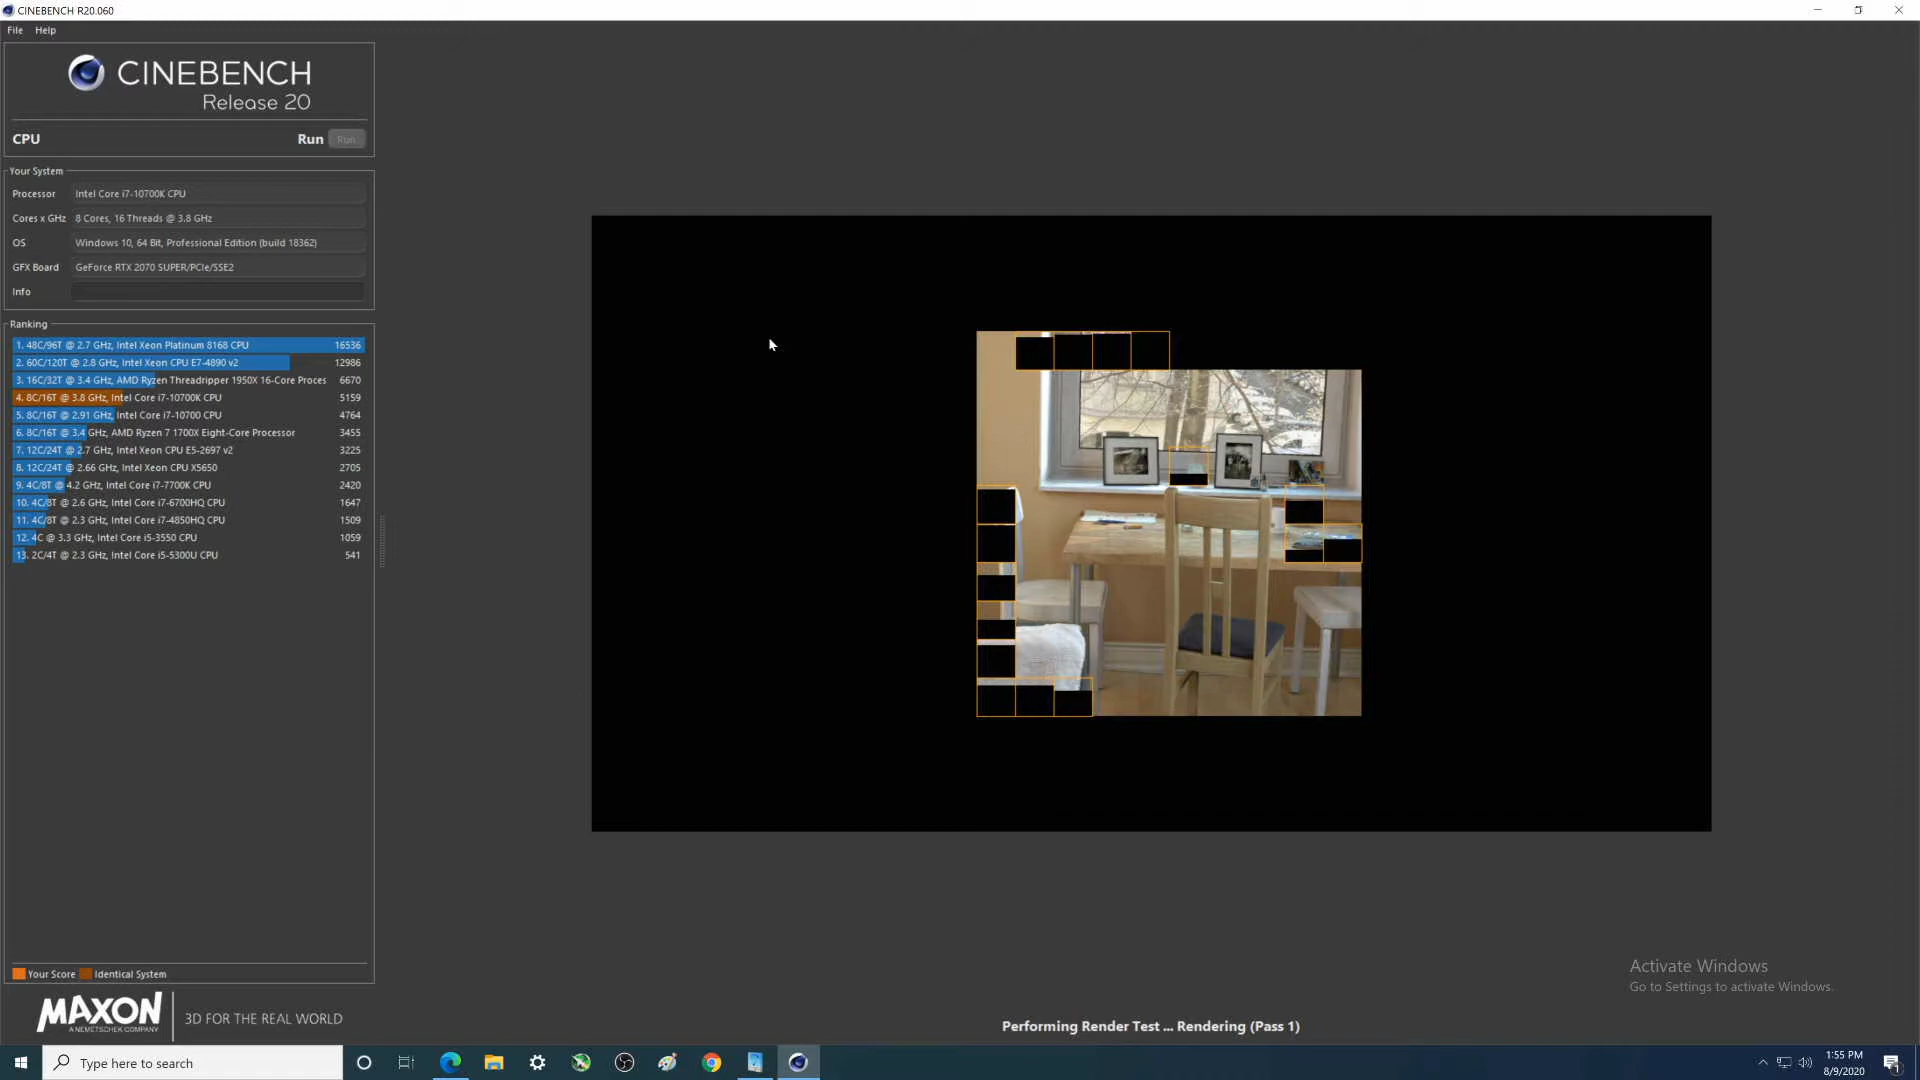 CINEBENCH R20.060
File Help
CINEBENCH
Release 20
CPU Run Run
Your System
Processor Intel Core i7-10700K CPU
Cores x GHz 8 Cores, 16 Threads @ 3.8 GHz
OS Windows 10, 64 Bit, Professional Edition (build 18362)
GFX Board GeForce RTX 2070 SUPER/PCIe/SSE2
Info
Ranking
1. 48C/96T @ 2.7 GHz, Intel Xeon Platinum 8168 CPU 16536
2. 60C/120T @ 2.8 GHz, Intel Xeon CPU E7-4890 v2 12986
3. 16C/32T @ 3.4 GHz, AMD Ryzen Threadripper 1950X 16-Core Proces 6670
4. 8C/16T @ 3.8 GHz, Intel Core i7-10700K CPU 5159
5. 8C/16T @ 2.91 GHz, Intel Core i7-10700 CPU 4764
6. 8C/16T @ 3.4 GHz, AMD Ryzen 7 1700X Eight-Core Processor 3455
7. 12C/24T @ 2.7 GHz, Intel Xeon CPU E5-2697 v2 3225
8. 12C/24T @ 2.66 GHz, Intel Xeon CPU X5650 2705
9. 4C/8T @ 4.2 GHz, Intel Core i7-7700K CPU 2420
10. 4C/8T @ 2.6 GHz, Intel Core i7-6700HQ CPU 1647
11. 4C/8T @ 2.3 GHz, Intel Core i7-4850HQ CPU 1509
12. 4C @ 3.3 GHz, Intel Core i5-3550 CPU 1059
13. 2C/4T @ 2.3 GHz, Intel Core i5-5300U CPU 541
Your Score Identical System
MAXON
A NEMETSCHEK COMPANY
3D FOR THE REAL WORLD
Activate Windows
Go to Settings to activate Windows.
Performing Render Test ... Rendering (Pass 1)
Type here to search
1:55 PM
8/9/2020
1